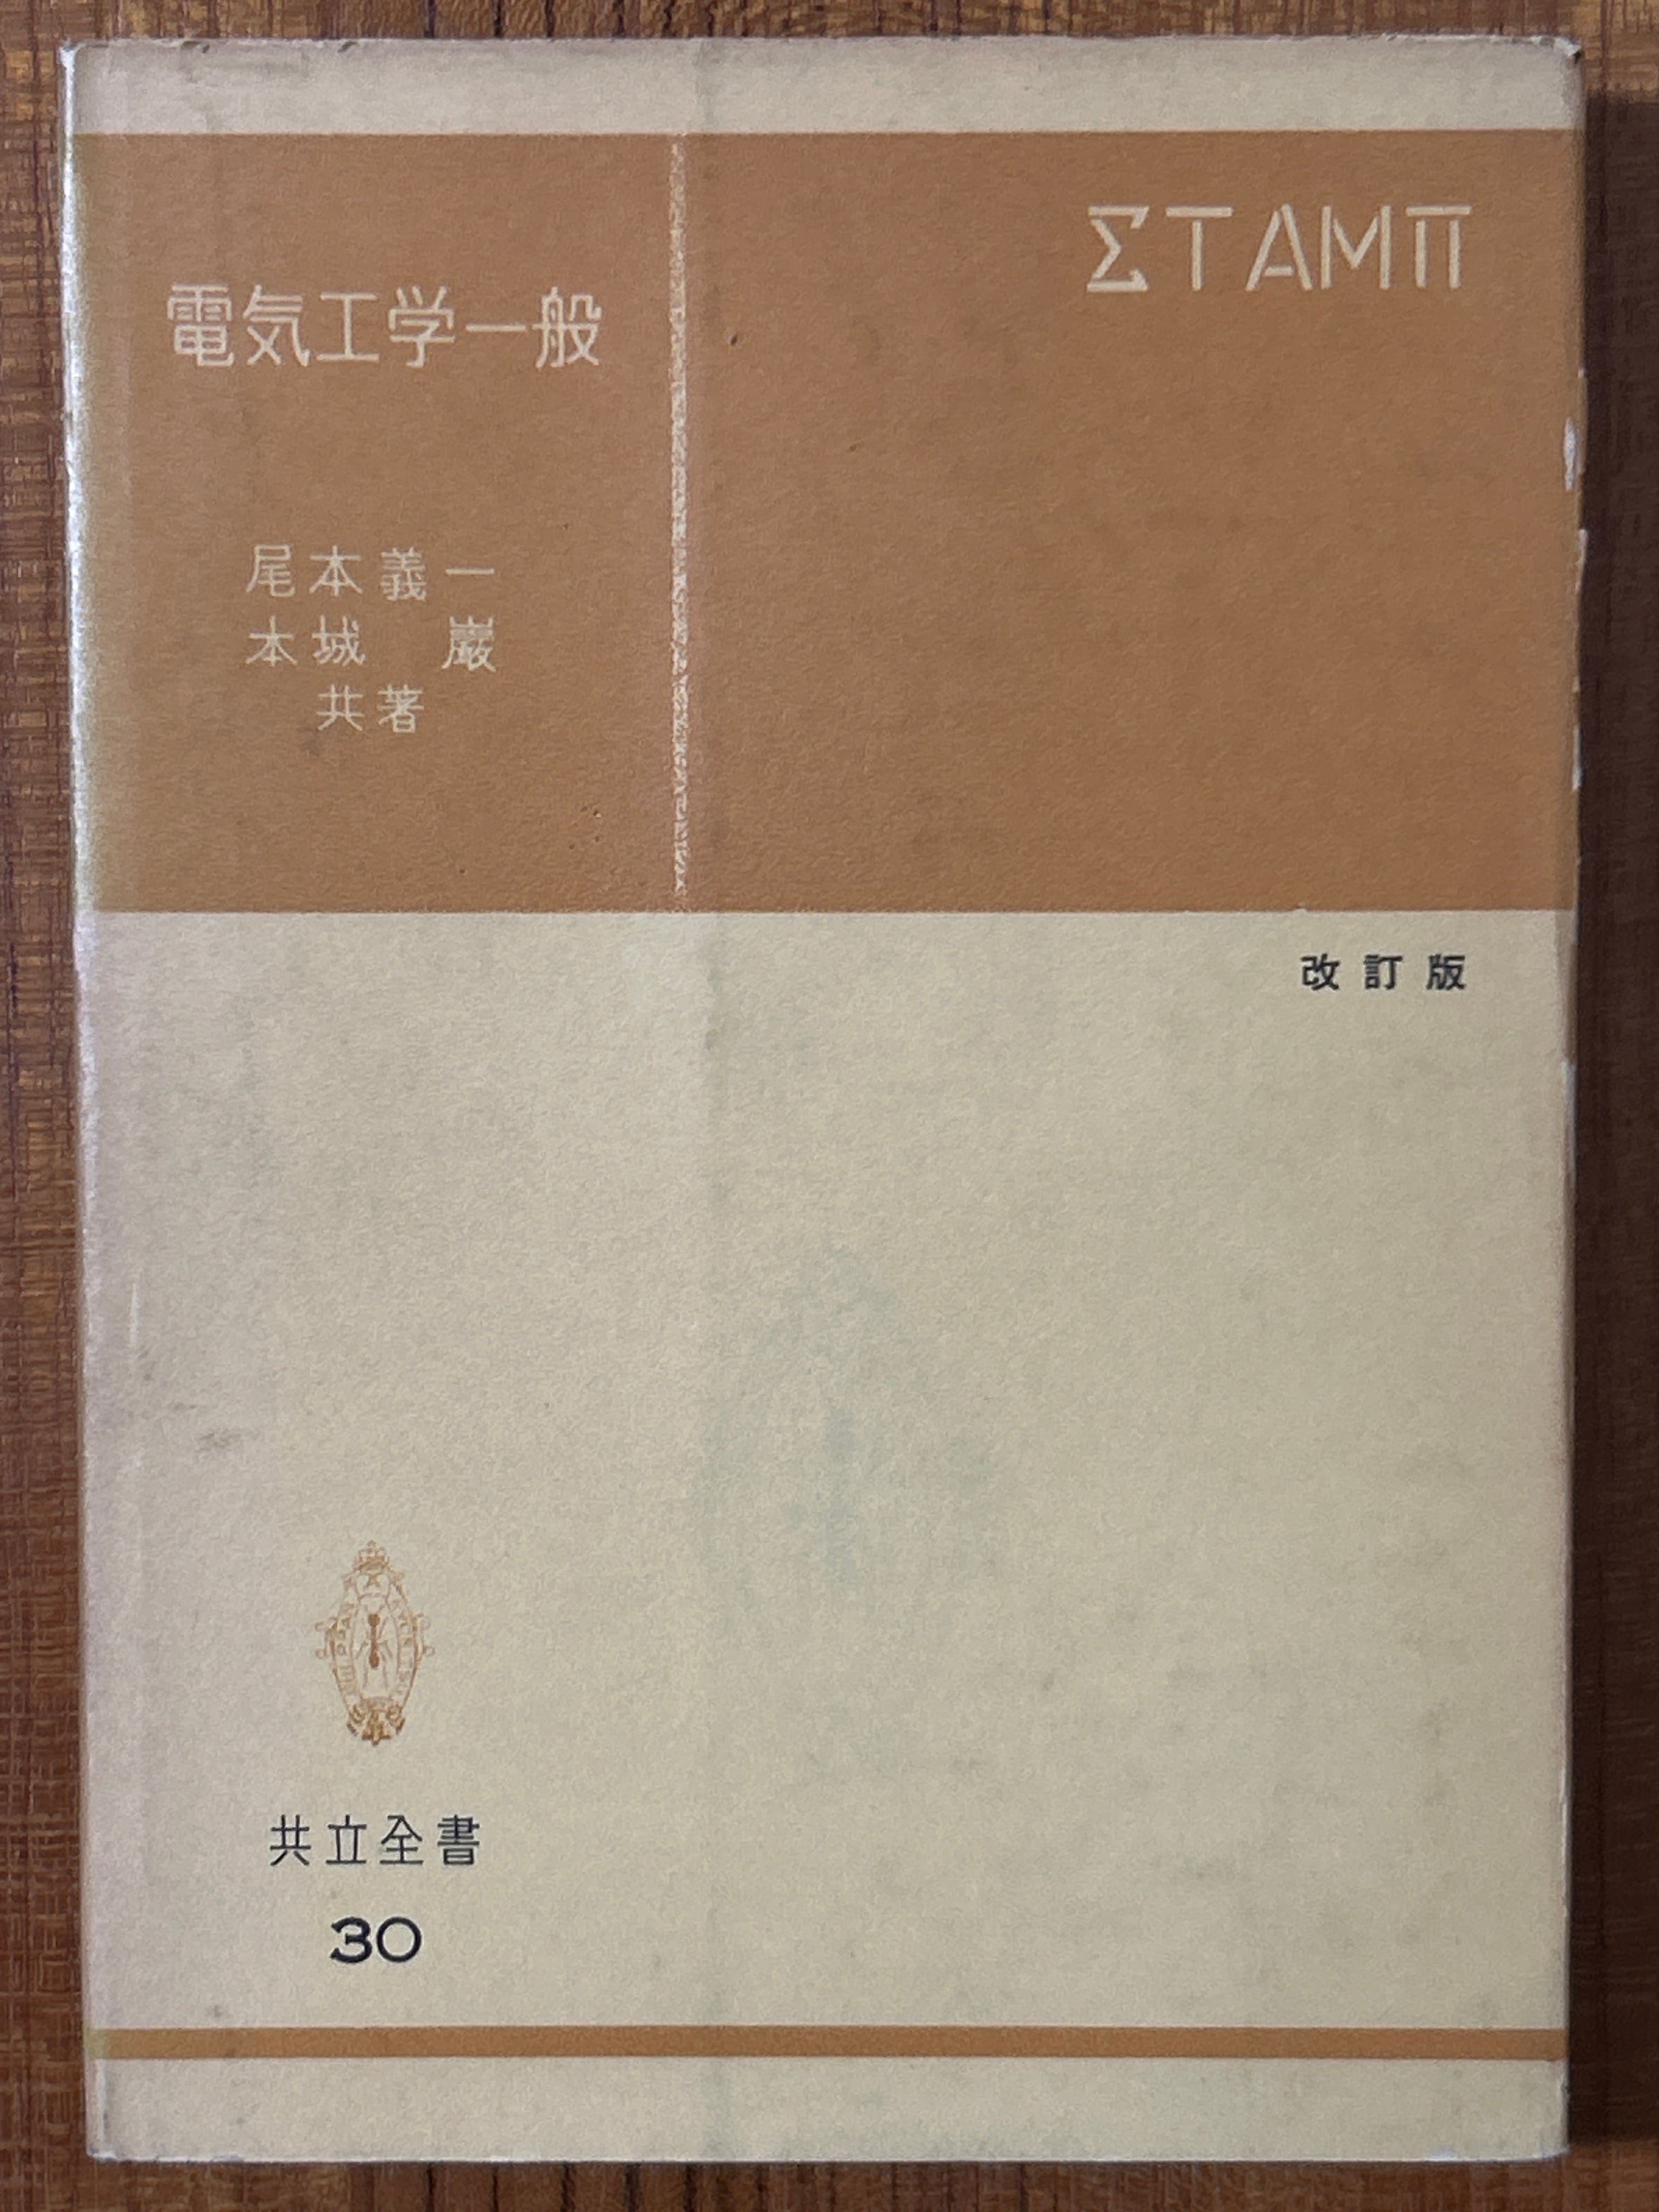 ΣTAMΠ
電気工学一般
尾本義一
本城 巌
共著
改訂版
共立全書
30